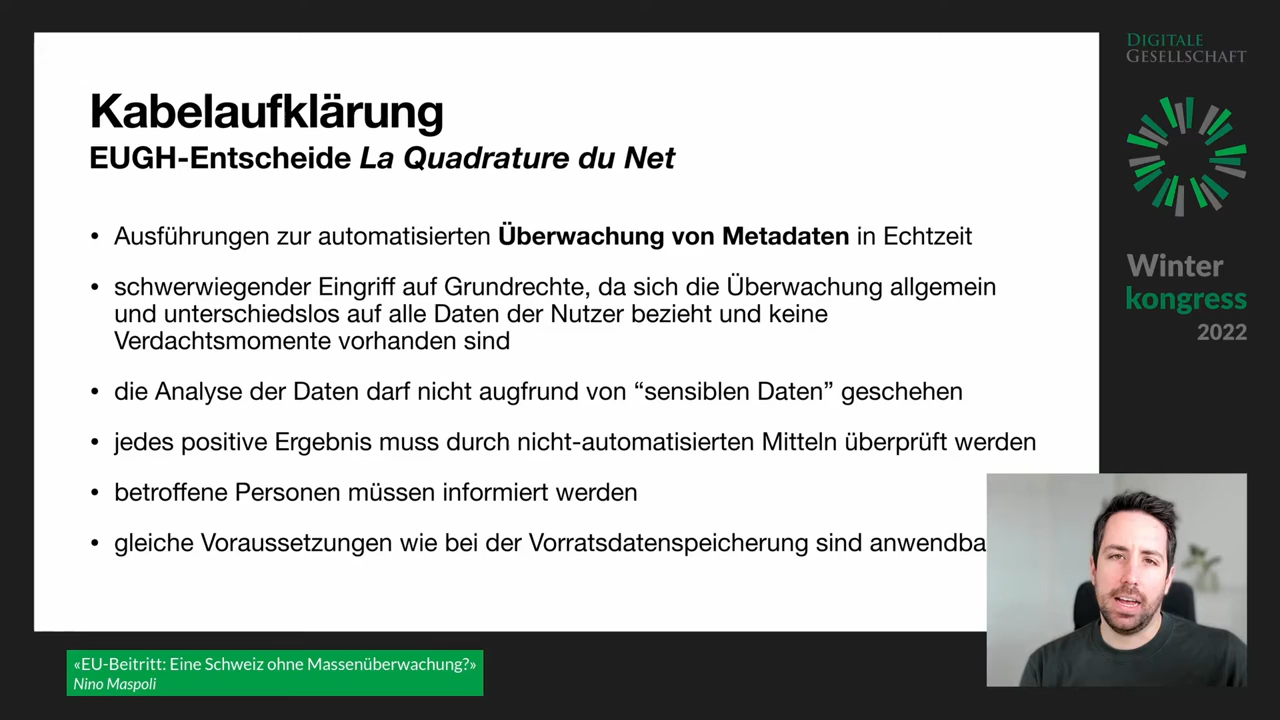 Kabelaufklärung
EUGH-Entscheide La Quadrature du Net
• Ausführungen zur automatisierten Überwachung von Metadaten in Echtzeit
• schwerwiegender Eingriff auf Grundrechte, da sich die Überwachung allgemein
und unterschiedslos auf alle Daten der Nutzer bezieht und keine
Verdachtsmomente vorhanden sind
• die Analyse der Daten darf nicht augfrund von “sensiblen Daten” geschehen
• jedes positive Ergebnis muss durch nicht-automatisierten Mitteln überprüft werden
• betroffene Personen müssen informiert werden
• gleiche Voraussetzungen wie bei der Vorratsdatenspeicherung sind anwendba
DIGITALE
GESELLSCHAFT
Winter
kongress
2022
«EU-Beitritt: Eine Schweiz ohne Massenüberwachung?»
Nino Maspoli